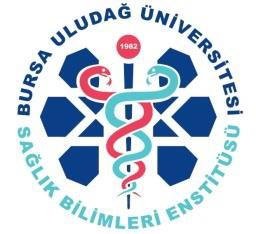 BURSA ULUDAĞ ÜNİVERSİTESİ
1982
SAĞLIK BİLİMLERİ ENSTİTÜSÜ